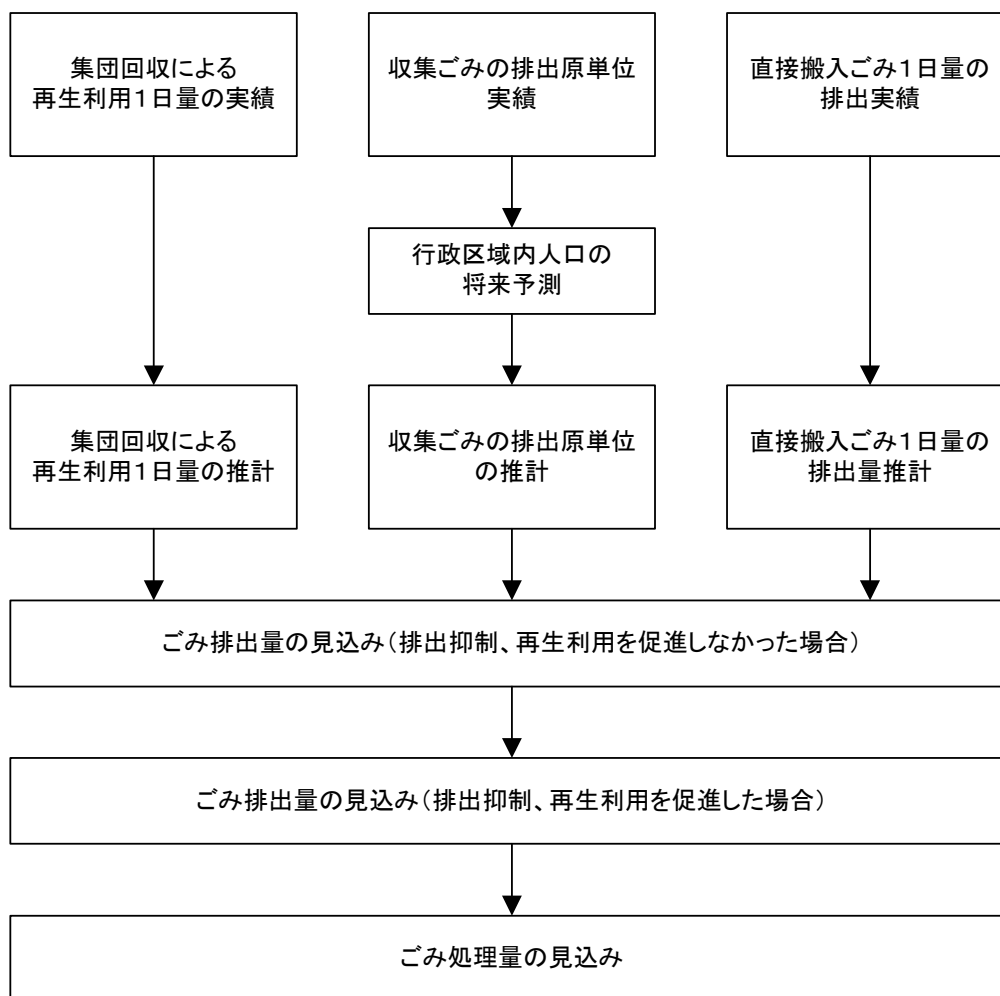 集団回収による
再生利用１日量の実績
収集ごみの排出原単位
実績
直接搬入ごみ１日量の
排出実績
行政区域内人口の
将来予測
集団回収による
再生利用１日量の推計
収集ごみの排出原単位
の推計
直接搬入ごみ１日量の
排出量推計
ごみ排出量の見込み（排出抑制、再生利用を促進しなかった場合）
ごみ排出量の見込み（排出抑制、再生利用を促進した場合）
ごみ処理量の見込み